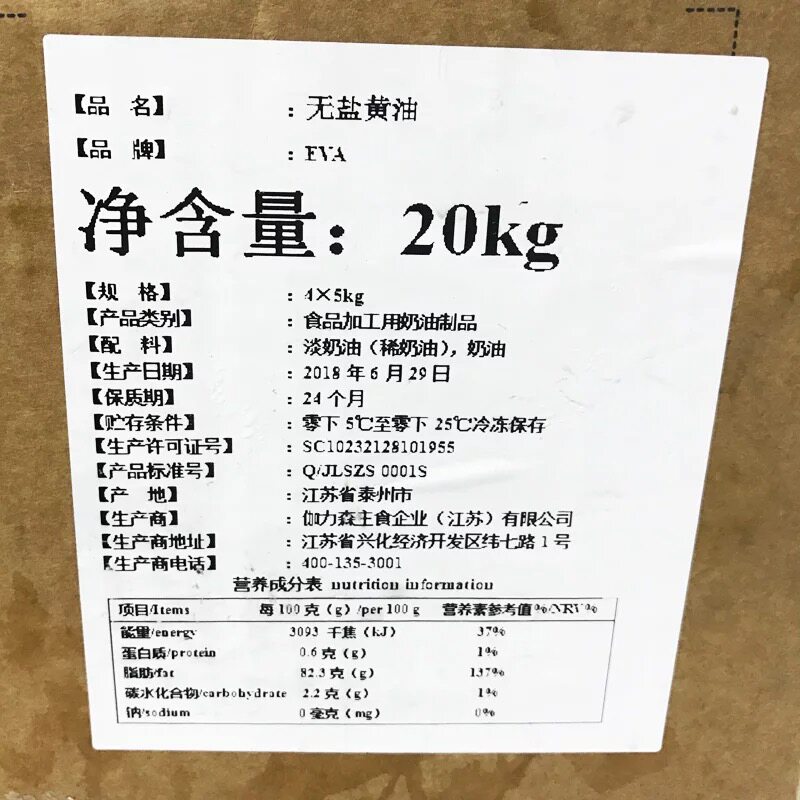 【品 名】 ：无盐黄油
【品 牌】 ：EVA
净含量：20kg
【规 格】 ：4×5kg
【产品类别】 ：食品加工用奶油制品
【配 料】 ：淡奶油（稀奶油），奶油
【生产日期】 ：2018 年 6 月 29 日
【保质期】 ：24 个月
【贮存条件】 ：零下 5℃至零下 25℃冷冻保存
【生产许可证号】 ：SC10232128101955
【产品标准号】 ：Q/JLSZS 0001S
【产 地】 ：江苏省泰州市
【生产商】 ：伽力森主食企业（江苏）有限公司
【生产商地址】 ：江苏省兴化经济开发区纬七路 1 号
【生产商电话】 ：400-135-3001
营养成分表 nutrition information
项目/Items 每 100 克（g）/per 100 g 营养素参考值%/NRV%
能量/energy 3093 千焦（kJ） 37%
蛋白质/protein 0.6 克（g） 1%
脂肪/fat 82.3 克（g） 137%
碳水化合物/carbohydrate 2.2 克（g） 1%
钠/sodium 0 毫克（mg） 0%